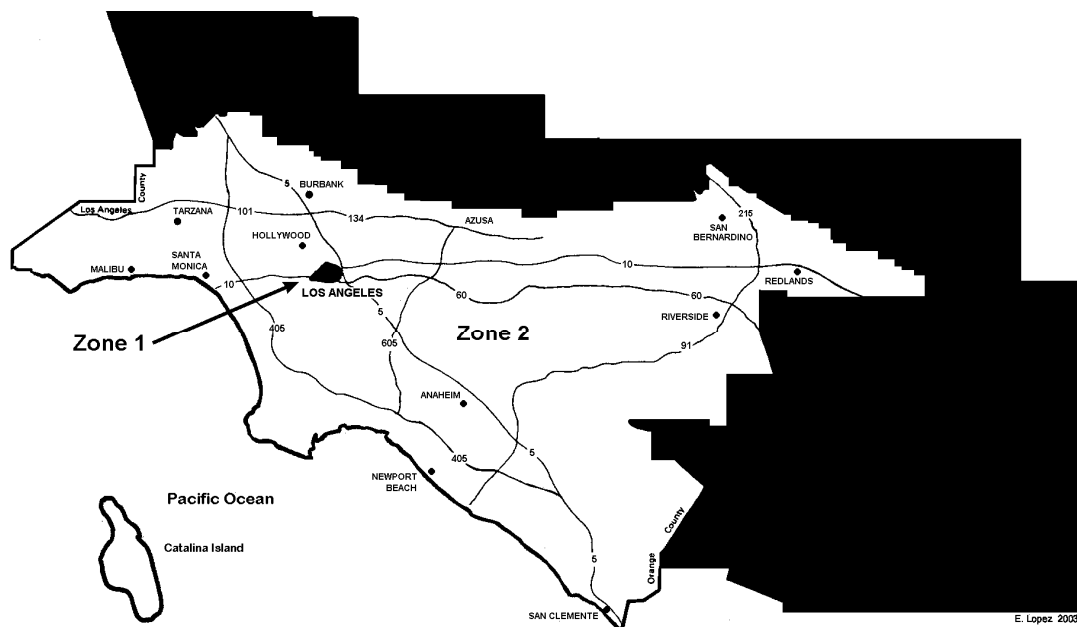 BURBANK
5
County
Los Angeles
TARZANA
101
134
AZUSA
215
SAN
BERNARDINO
HOLLYWOOD
SANTA
MONICA
MALIBU
10
10
REDLANDS
LOS ANGELES
60
60
Zone 1
405
5
605
Zone 2
RIVERSIDE
91
ANAHEIM
405
5
NEWPORT
BEACH
Pacific Ocean
Catalina Island
County
Orange
5
SAN CLEMENTE
E. Lopez 2003